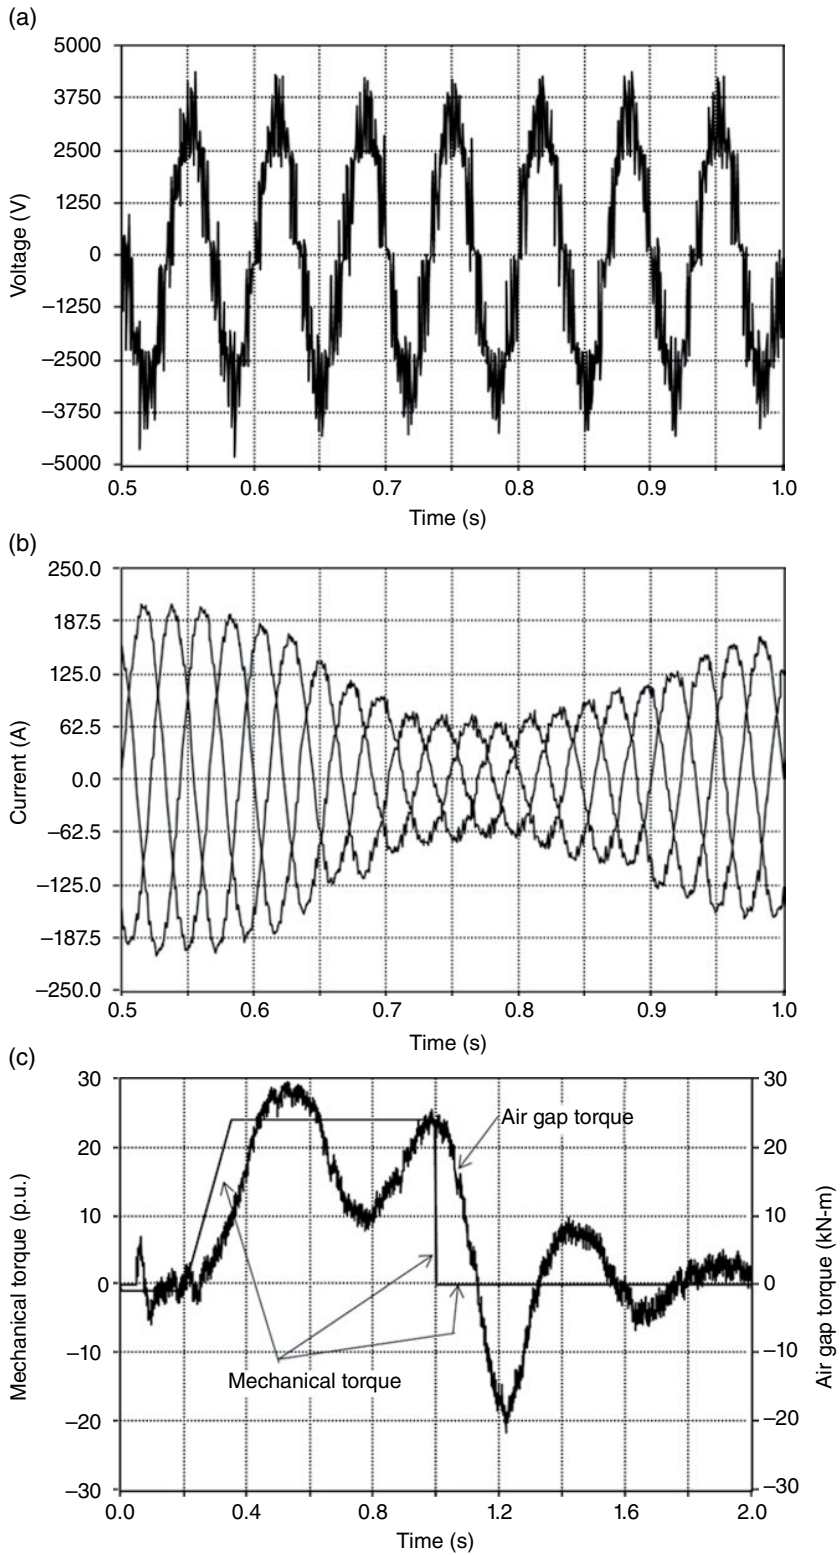 (a)
5000
3750
2500
1250
0
−1250
−2500
−3750
−5000
Voltage (V)
0.5 0.6 0.7 0.8 0.9 1.0
Time (s)
(b)
250.0
187.5
125.0
62.5
0.0
−62.5
−125.0
−187.5
−250.0
Current (A)
0.5 0.6 0.7 0.8 0.9 1.0
Time (s)
(c)
30 30
20 20
10 10
0 0
−10 −10
−20 −20
−30 −30
Mechanical torque (p.u.)
Air gap torque (kN-m)
Air gap torque
Mechanical torque
0.0 0.4 0.8 1.2 1.6 2.0
Time (s)